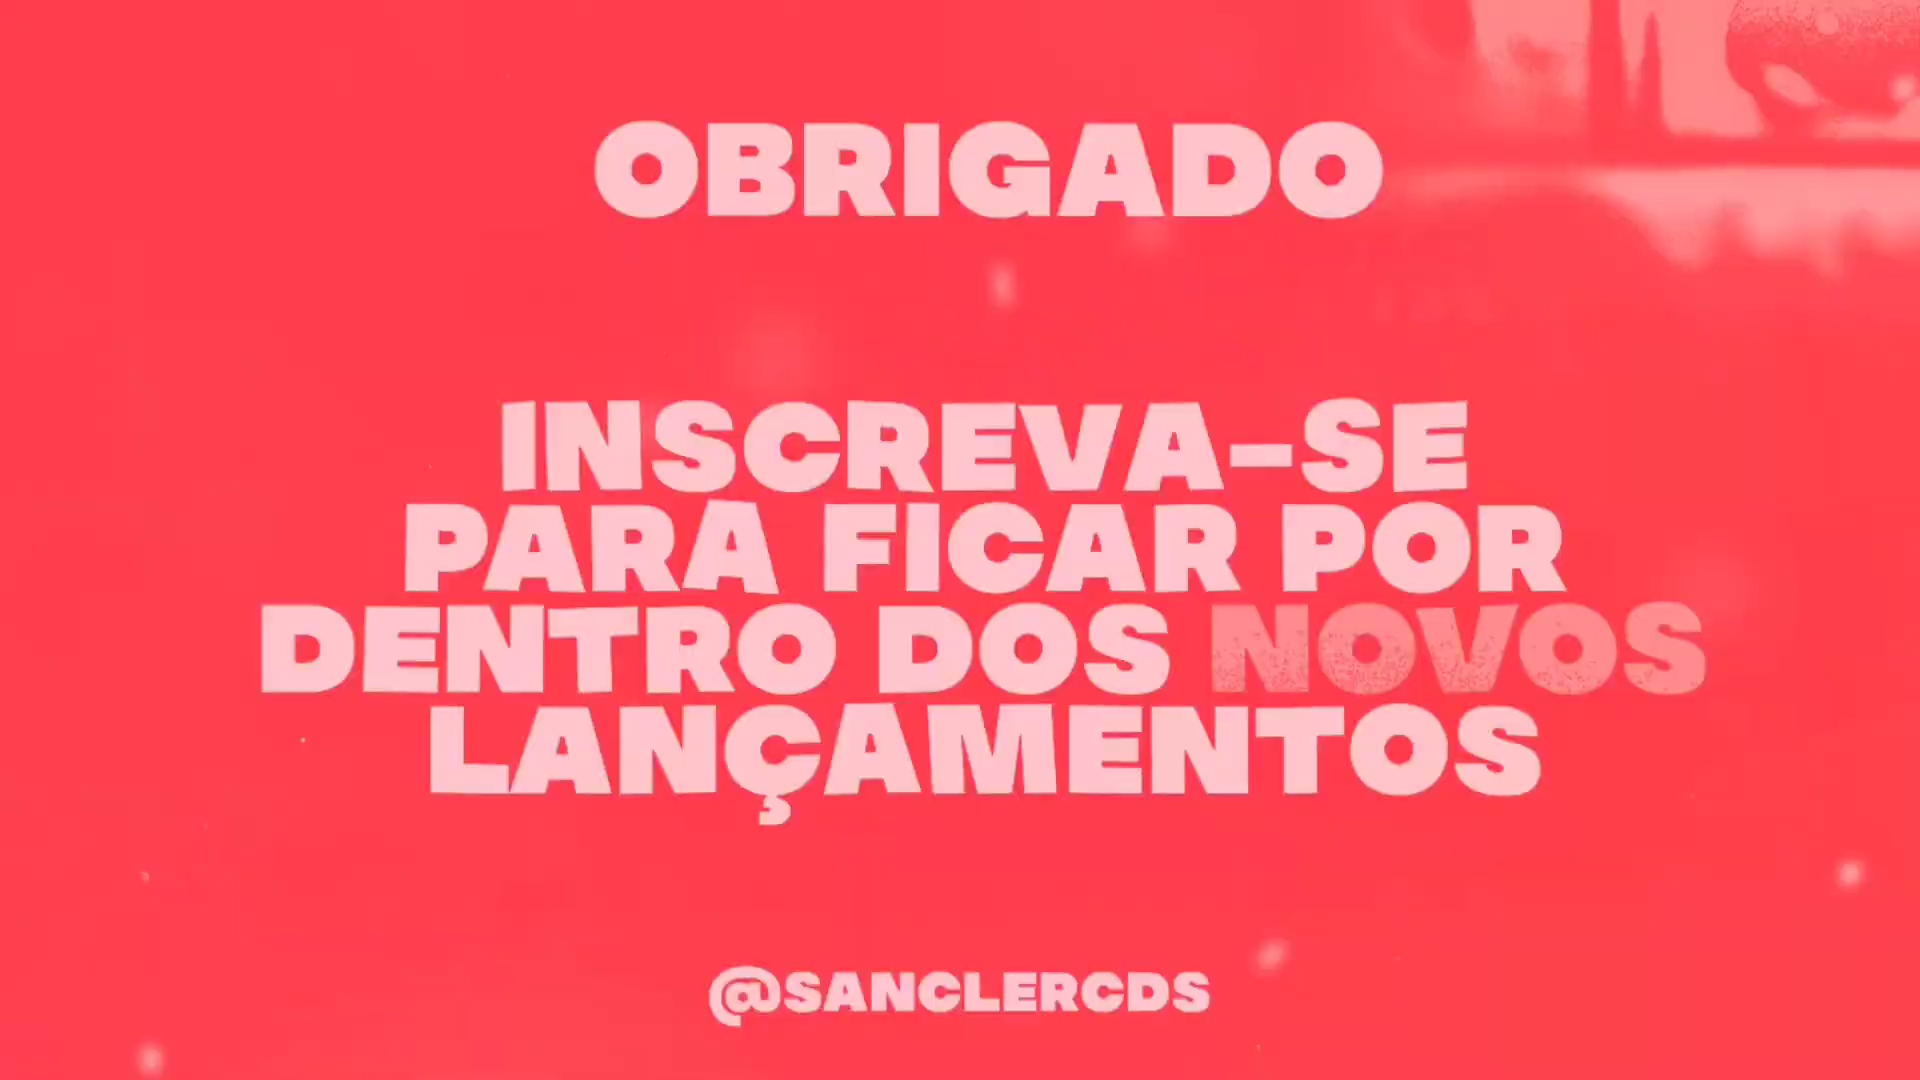 OBRIGADO
INSCREVA-SE
PARA FICAR POR
DENTRO DOS NOVOS
LANÇAMENTOS
@SANCLERCDS